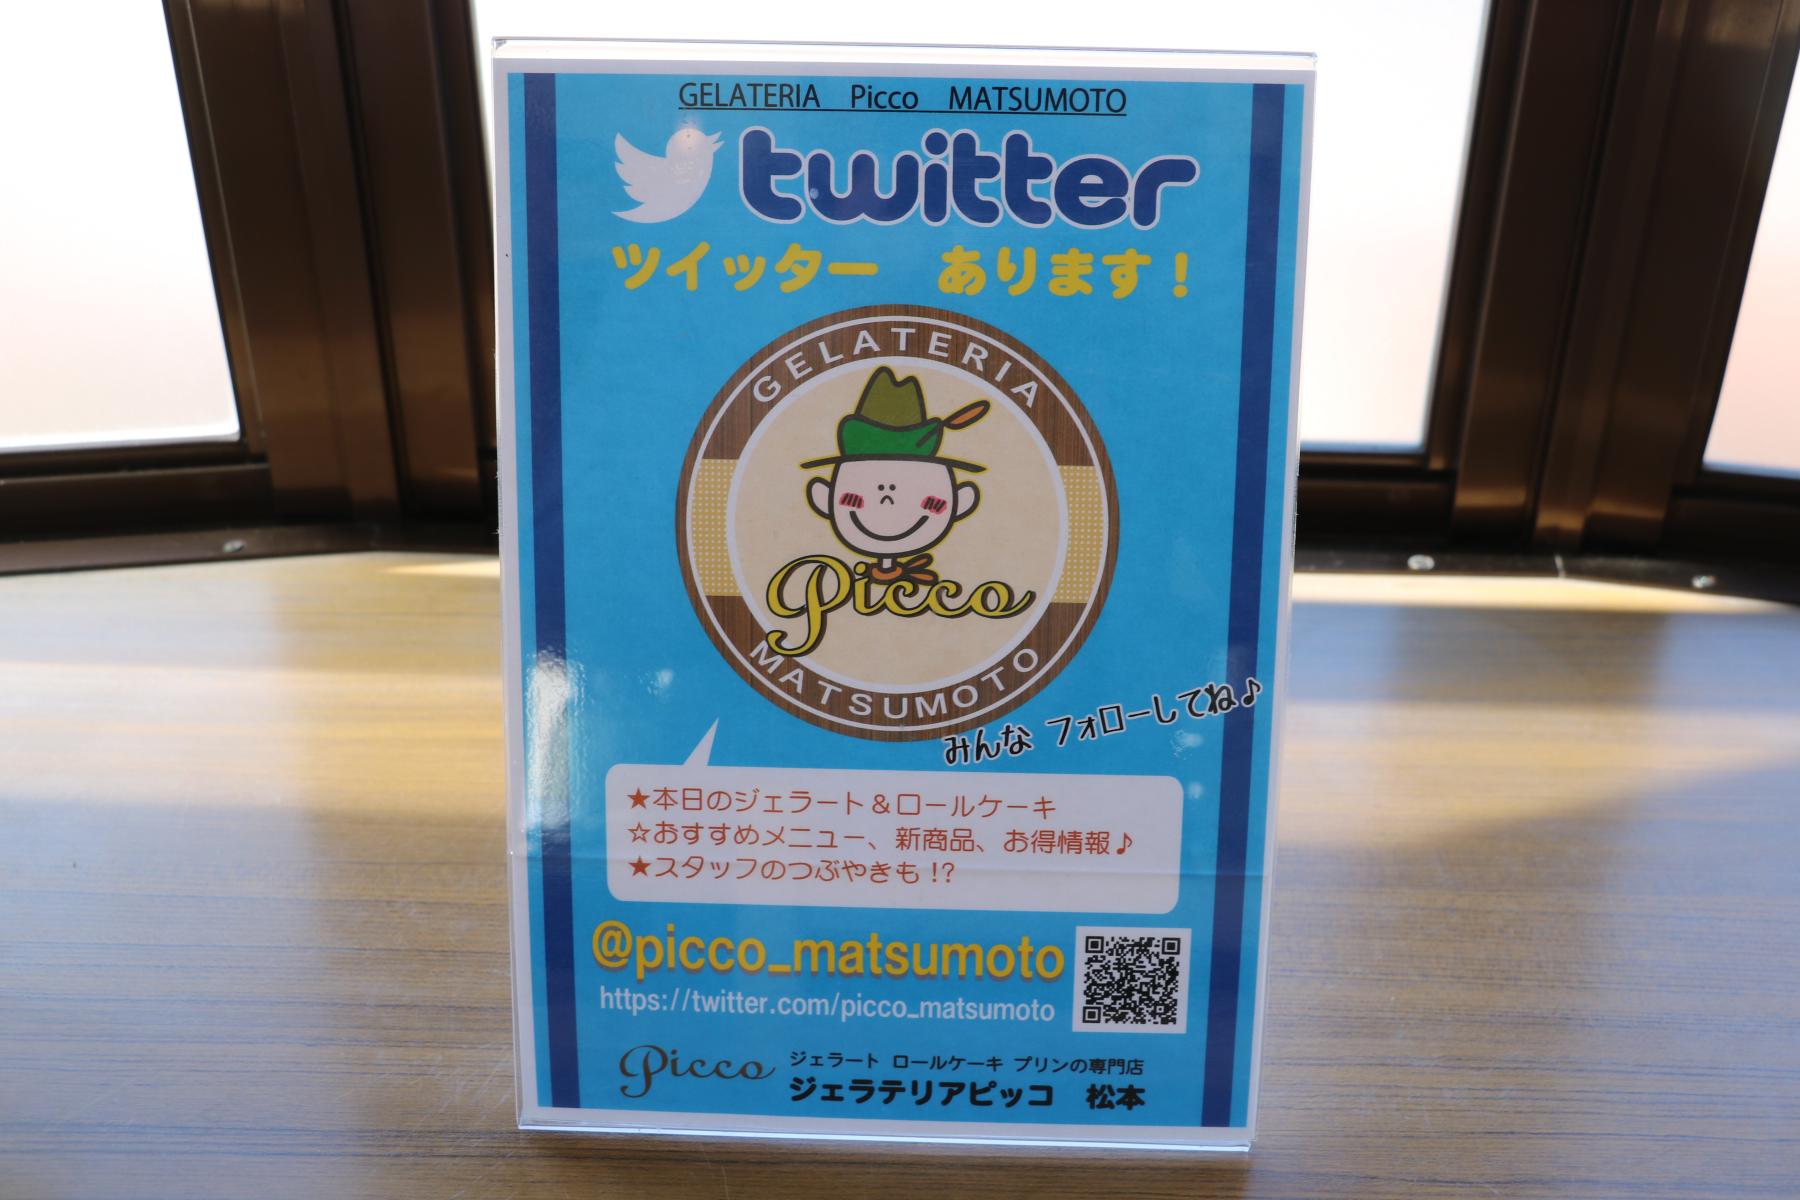 GELATERIA Picco MATSUMOTO
twitter
ツイッター あります！
GELATERIA
Picco
MATSUMOTO
みんな フォローしてね♪
★本日のジェラート＆ロールケーキ
☆おすすめメニュー、新商品、お得情報♪
★スタッフのつぶやきも!?
@picco_matsumoto
https://twitter.com/picco_matsumoto
Picco
ジェラート ロールケーキ プリンの専門店
ジェラテリアピッコ 松本